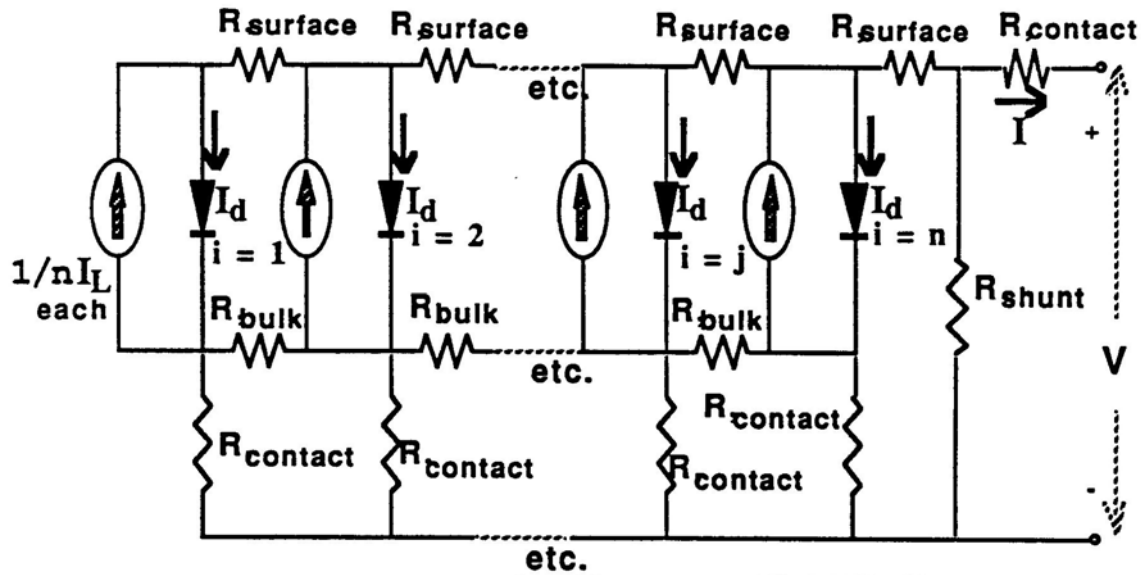 Rsurface
Rsurface
Rsurface
Rsurface
Rcontact
etc.
I
+
Id
i = 1
Id
i = 2
Id
i = j
Id
i = n
1/nIL
each
Rbulk
Rbulk
Rbulk
Rshunt
etc.
V
Rcontact
Rcontact
Rcontact
Rcontact
-
etc.